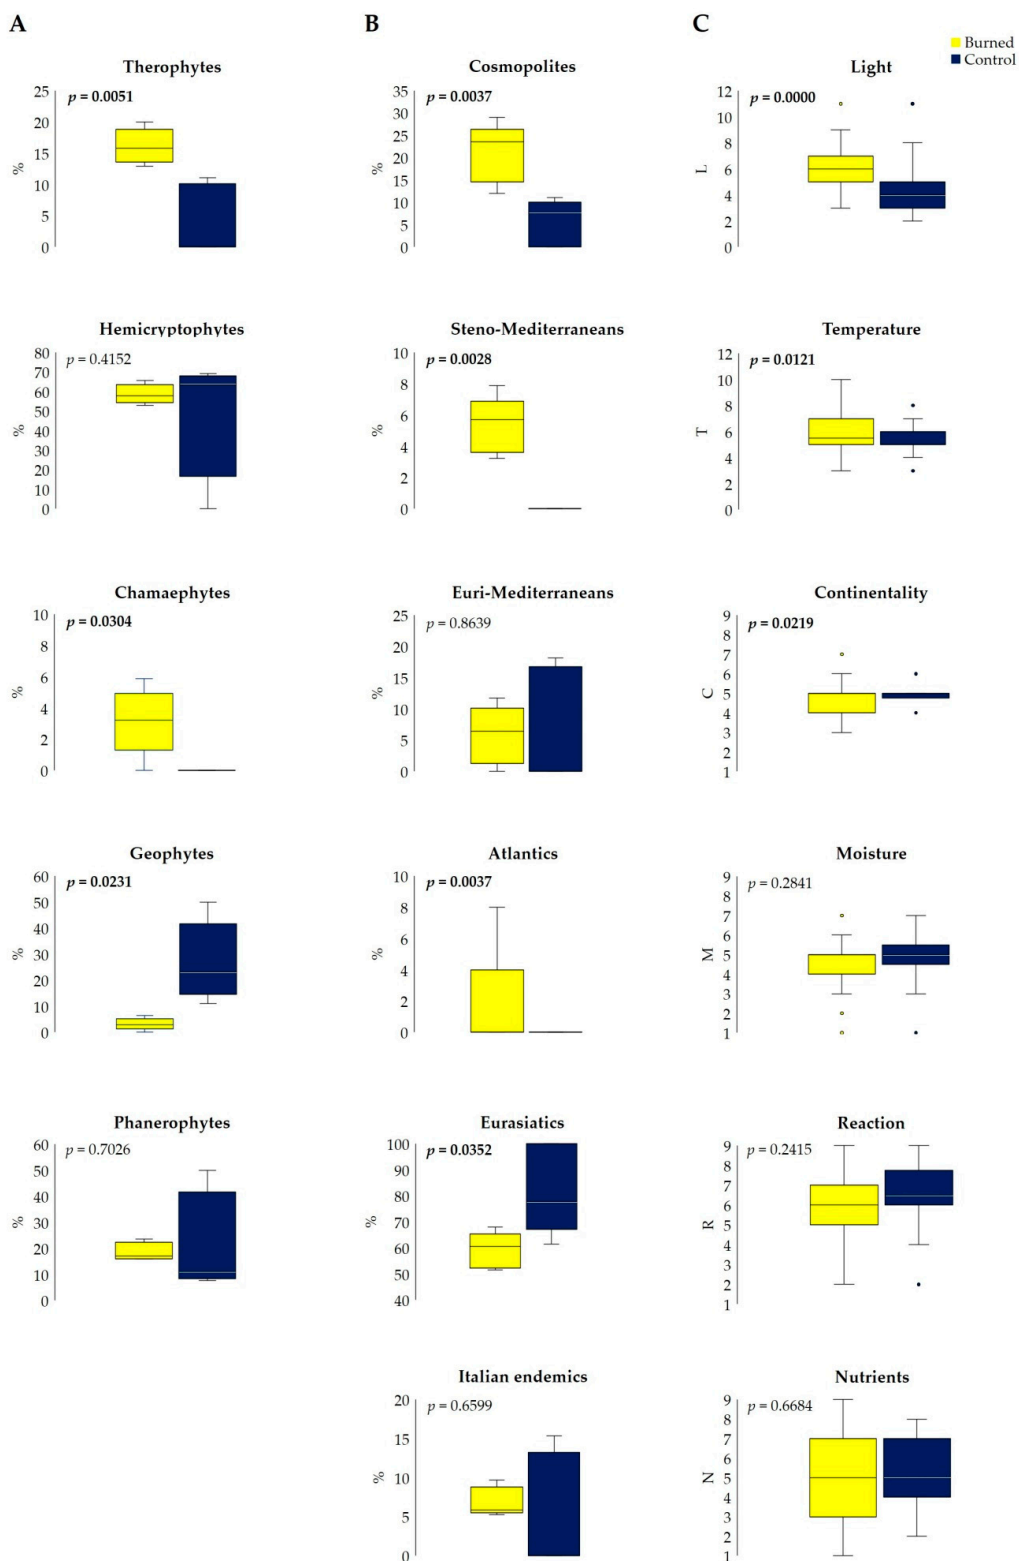 A
B
C
Burned
Control
Therophytes
p = 0.0051
25
20
15
10
5
0
%
Cosmopolites
p = 0.0037
35
30
25
20
15
10
5
0
%
Light
p = 0.0000
12
10
8
6
4
2
0
L
Hemicryptophytes
p = 0.4152
80
70
60
50
40
30
20
10
0
%
Steno-Mediterraneans
p = 0.0028
10
8
6
4
2
0
%
Temperature
p = 0.0121
12
10
8
6
4
2
0
T
Chamaephytes
p = 0.0304
10
8
6
4
2
0
%
Euri-Mediterraneans
p = 0.8639
25
20
15
10
5
0
%
Continentality
p = 0.0219
9
8
7
6
5
4
3
2
1
C
Geophytes
p = 0.0231
60
50
40
30
20
10
0
%
Atlantics
p = 0.0037
10
8
6
4
2
0
%
Moisture
p = 0.2841
9
8
7
6
5
4
3
2
1
M
Phanerophytes
p = 0.7026
60
50
40
30
20
10
0
%
Eurasiatics
p = 0.0352
100
90
80
70
60
50
40
%
Reaction
p = 0.2415
9
8
7
6
5
4
3
2
1
R
Italian endemics
p = 0.6599
20
15
10
5
0
%
Nutrients
p = 0.6684
9
8
7
6
5
4
3
2
1
N